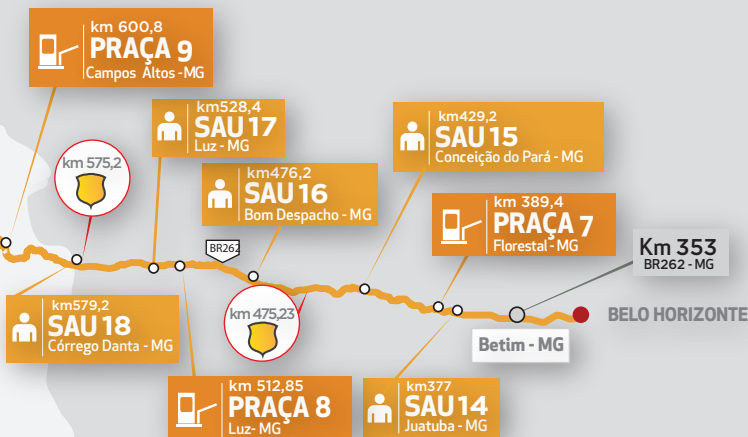 km 600,8
PRAÇA 9
Campos Altos - MG
km528,4
SAU 17
Luz - MG
km429,2
SAU 15
Conceição do Pará - MG
km 575,2
km476,2
SAU 16
Bom Despacho - MG
km 389,4
PRAÇA 7
Florestal - MG
BR262
Km 353
BR262 - MG
km579,2
SAU 18
Córrego Danta - MG
km 475,23
BELO HORIZONTE
Betim - MG
km 512,85
PRAÇA 8
Luz- MG
km377
SAU 14
Juatuba - MG